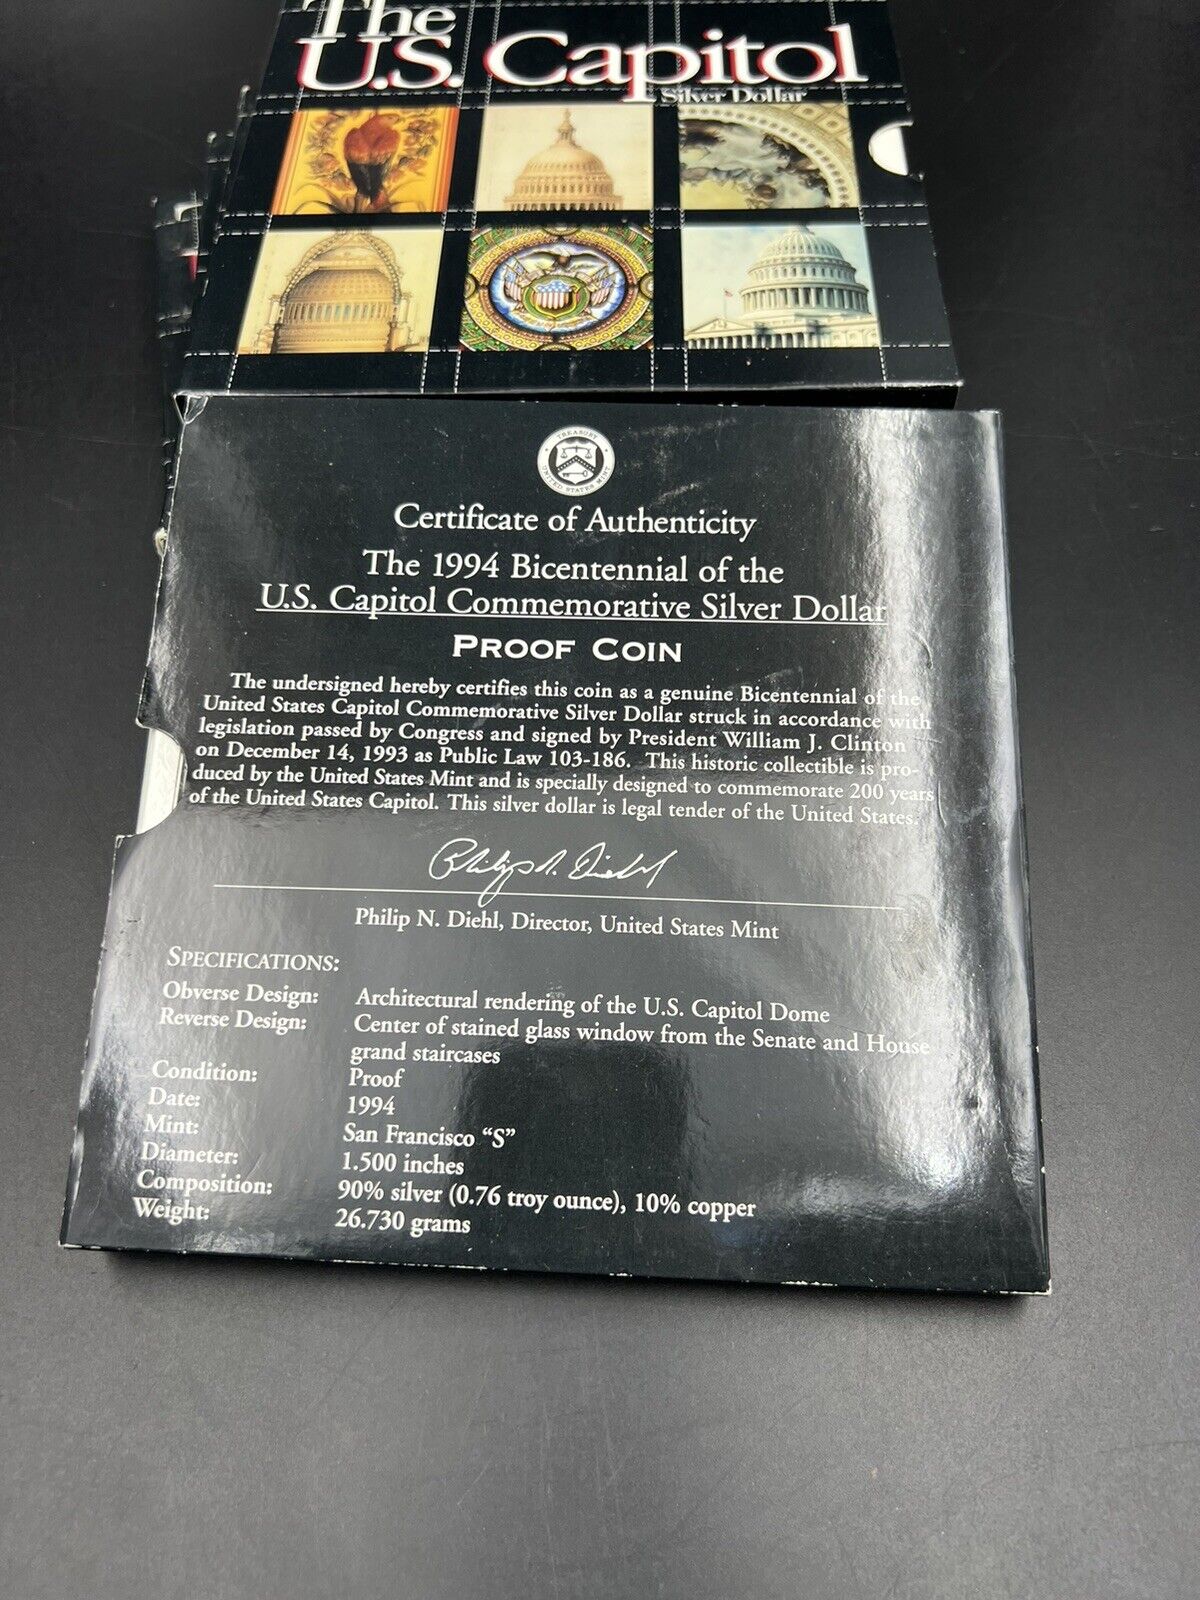 The
U.S. Capitol
Silver Dollar
TREASURY
UNITED STATES MINT
Certificate of Authenticity
The 1994 Bicentennial of the
U.S. Capitol Commemorative Silver Dollar
PROOF COIN
The undersigned hereby certifies this coin as a genuine Bicentennial of the
United States Capitol Commemorative Silver Dollar struck in accordance with
legislation passed by Congress and signed by President William J. Clinton
on December 14, 1993 as Public Law 103-186. This historic collectible is pro-
duced by the United States Mint and is specially designed to commemorate 200 years
of the United States Capitol. This silver dollar is legal tender of the United States.
Philip N. Diehl
Philip N. Diehl, Director, United States Mint
SPECIFICATIONS:
Obverse Design: Architectural rendering of the U.S. Capitol Dome
Reverse Design: Center of stained glass window from the Senate and House
grand staircases
Condition: Proof
Date: 1994
Mint: San Francisco “S”
Diameter: 1.500 inches
Composition: 90% silver (0.76 troy ounce), 10% copper
Weight: 26.730 grams